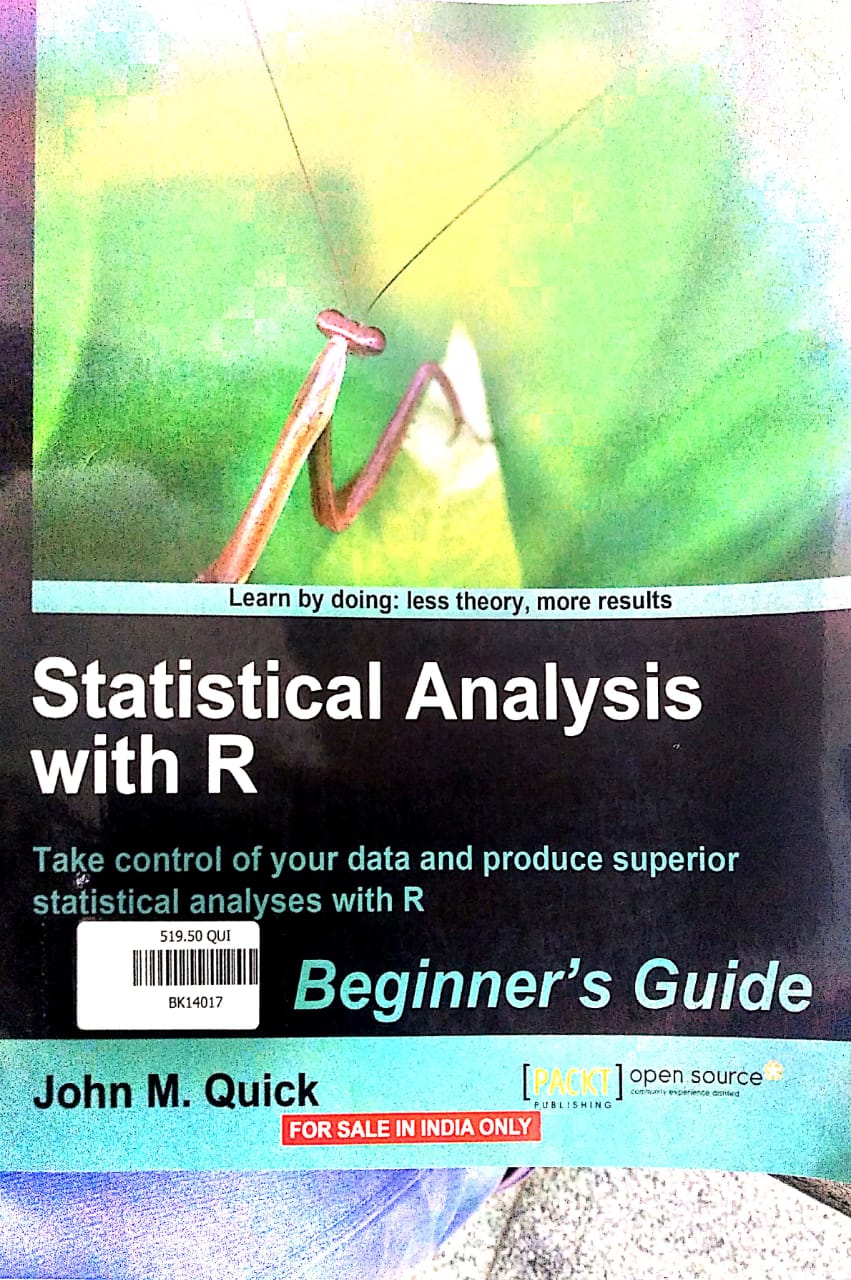 Learn by doing: less theory, more results
Statistical Analysis
with R
Take control of your data and produce superior
statistical analyses with R
519.50 QUI
BK14017
Beginner's Guide
John M. Quick
[PACKT] open source
PUBLISHING community experience distilled
FOR SALE IN INDIA ONLY